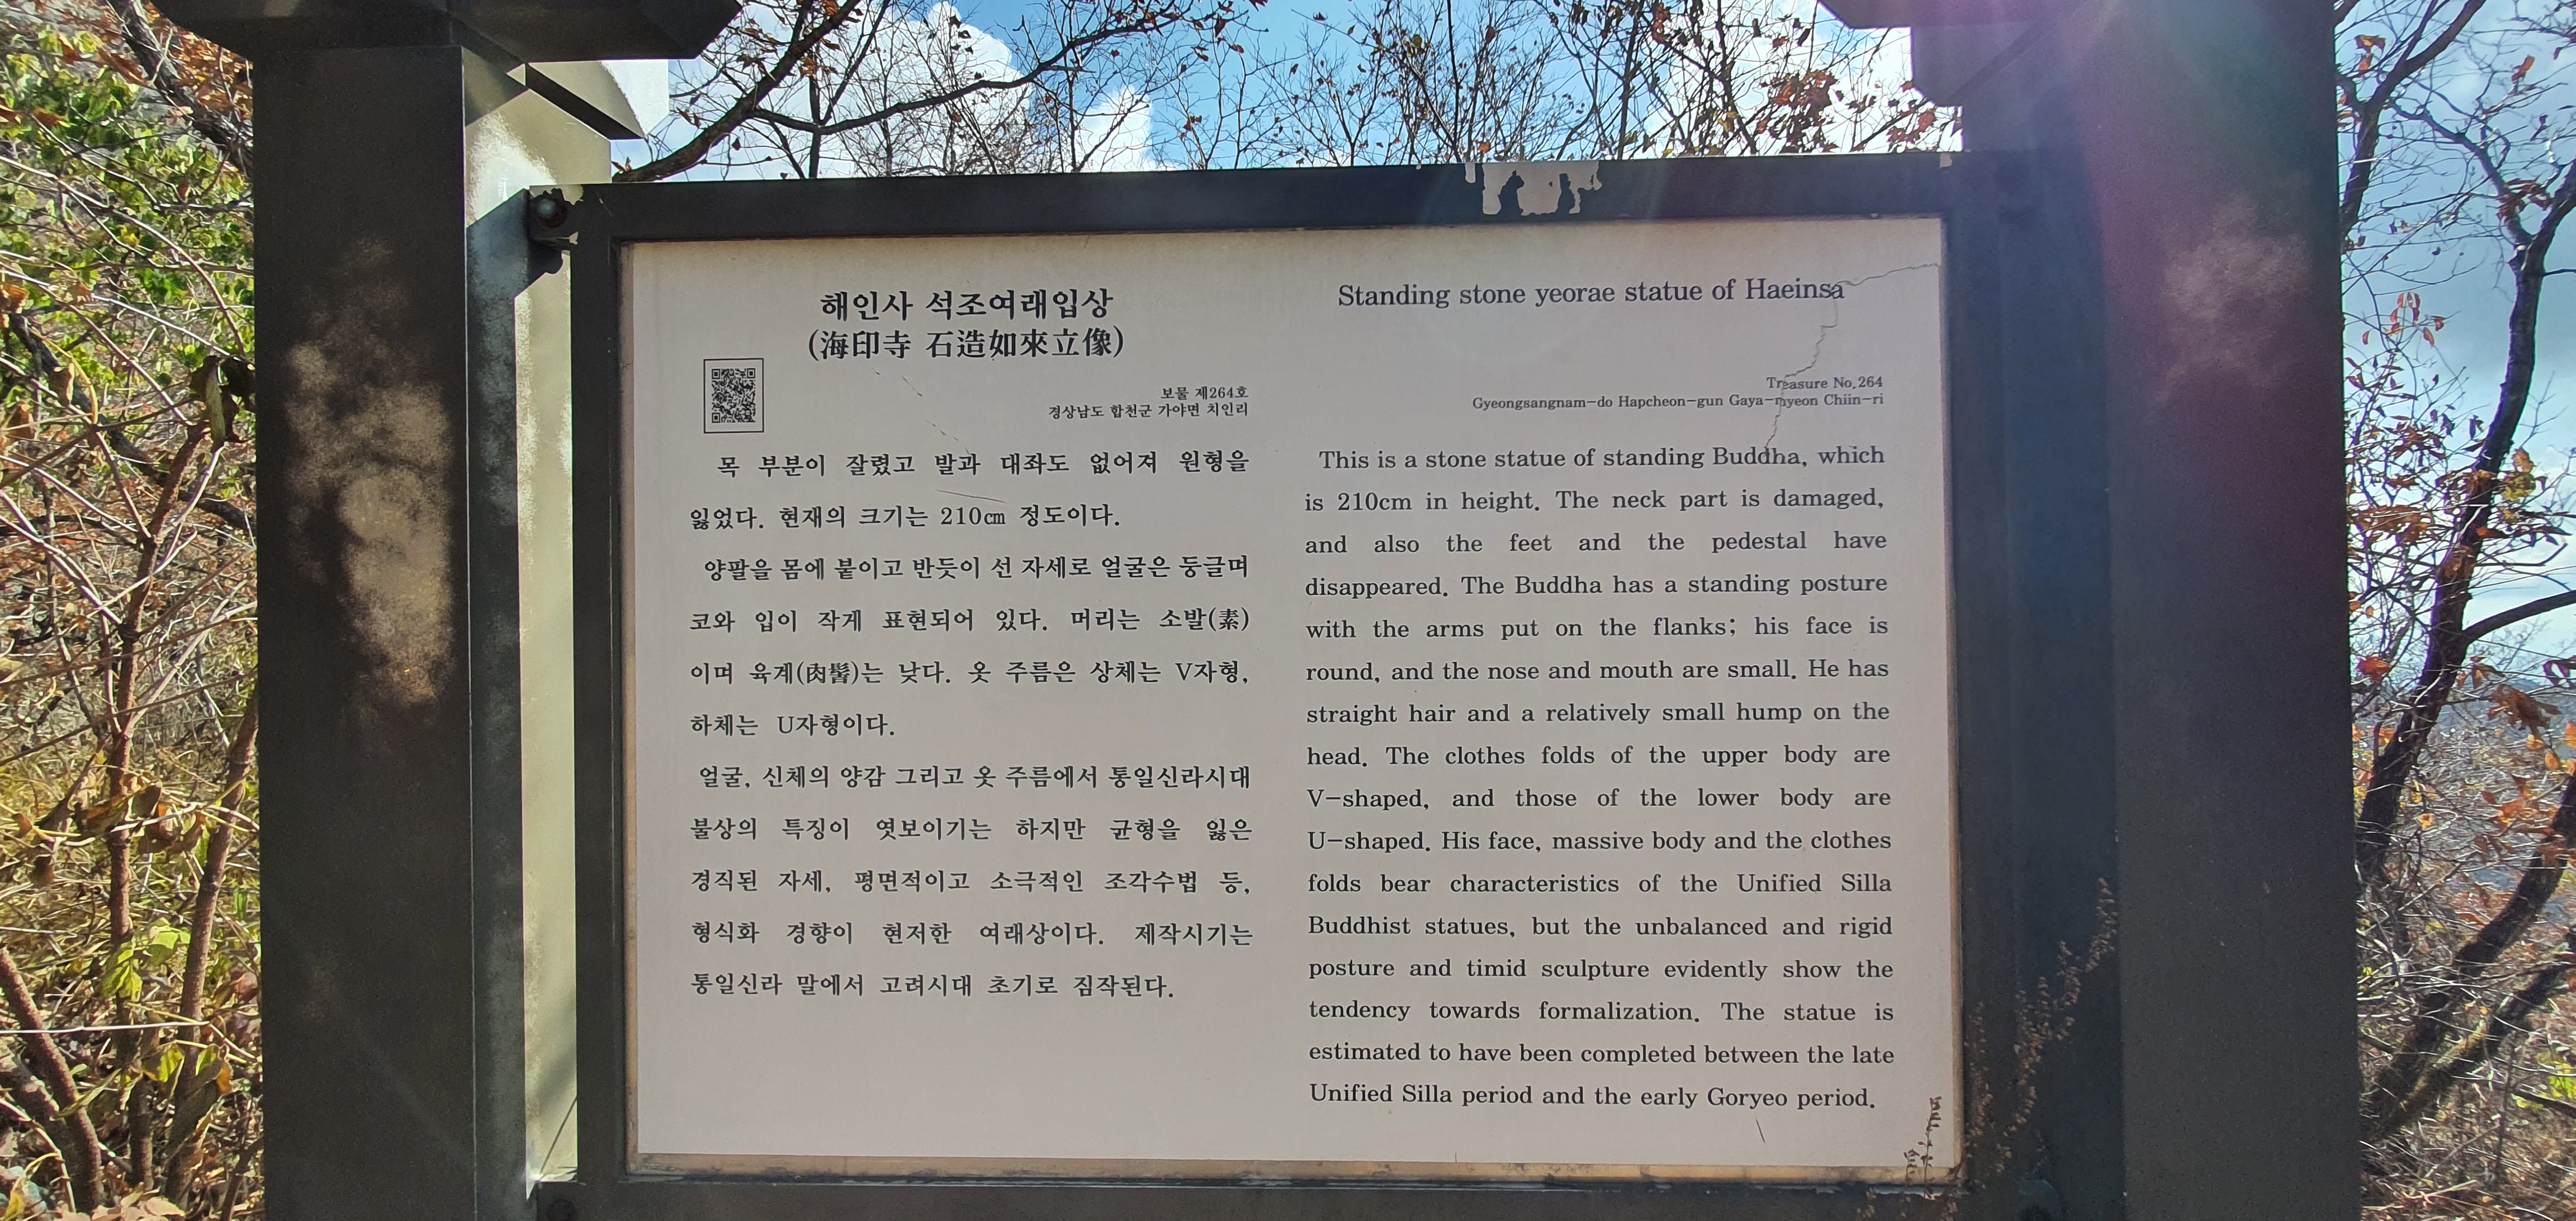 해인사 석조여래입상
(海印寺 石造如來立像)
보물 제264호
경상남도 합천군 가야면 치인리
목 부분이 잘렸고 발과 대좌도 없어져 원형을
잃었다. 현재의 크기는 210㎝ 정도이다.
양팔을 몸에 붙이고 반듯이 선 자세로 얼굴은 둥글며
코와 입이 작게 표현되어 있다. 머리는 소발(素)
이며 육계(肉髻)는 낮다. 옷 주름은 상체는 V자형,
하체는 U자형이다.
얼굴, 신체의 양감 그리고 옷 주름에서 통일신라시대
불상의 특징이 엿보이기는 하지만 균형을 잃은
경직된 자세, 평면적이고 소극적인 조각수법 등,
형식화 경향이 현저한 여래상이다. 제작시기는
통일신라 말에서 고려시대 초기로 짐작된다.
Standing stone yeorae statue of Haeinsa
Treasure No.264
Gyeongsangnam-do Hapcheon-gun Gaya-myeon Chiin-ri
This is a stone statue of standing Buddha, which
is 210cm in height. The neck part is damaged,
and also the feet and the pedestal have
disappeared. The Buddha has a standing posture
with the arms put on the flanks; his face is
round, and the nose and mouth are small. He has
straight hair and a relatively small hump on the
head. The clothes folds of the upper body are
V-shaped, and those of the lower body are
U-shaped. His face, massive body and the clothes
folds bear characteristics of the Unified Silla
Buddhist statues, but the unbalanced and rigid
posture and timid sculpture evidently show the
tendency towards formalization. The statue is
estimated to have been completed between the late
Unified Silla period and the early Goryeo period.